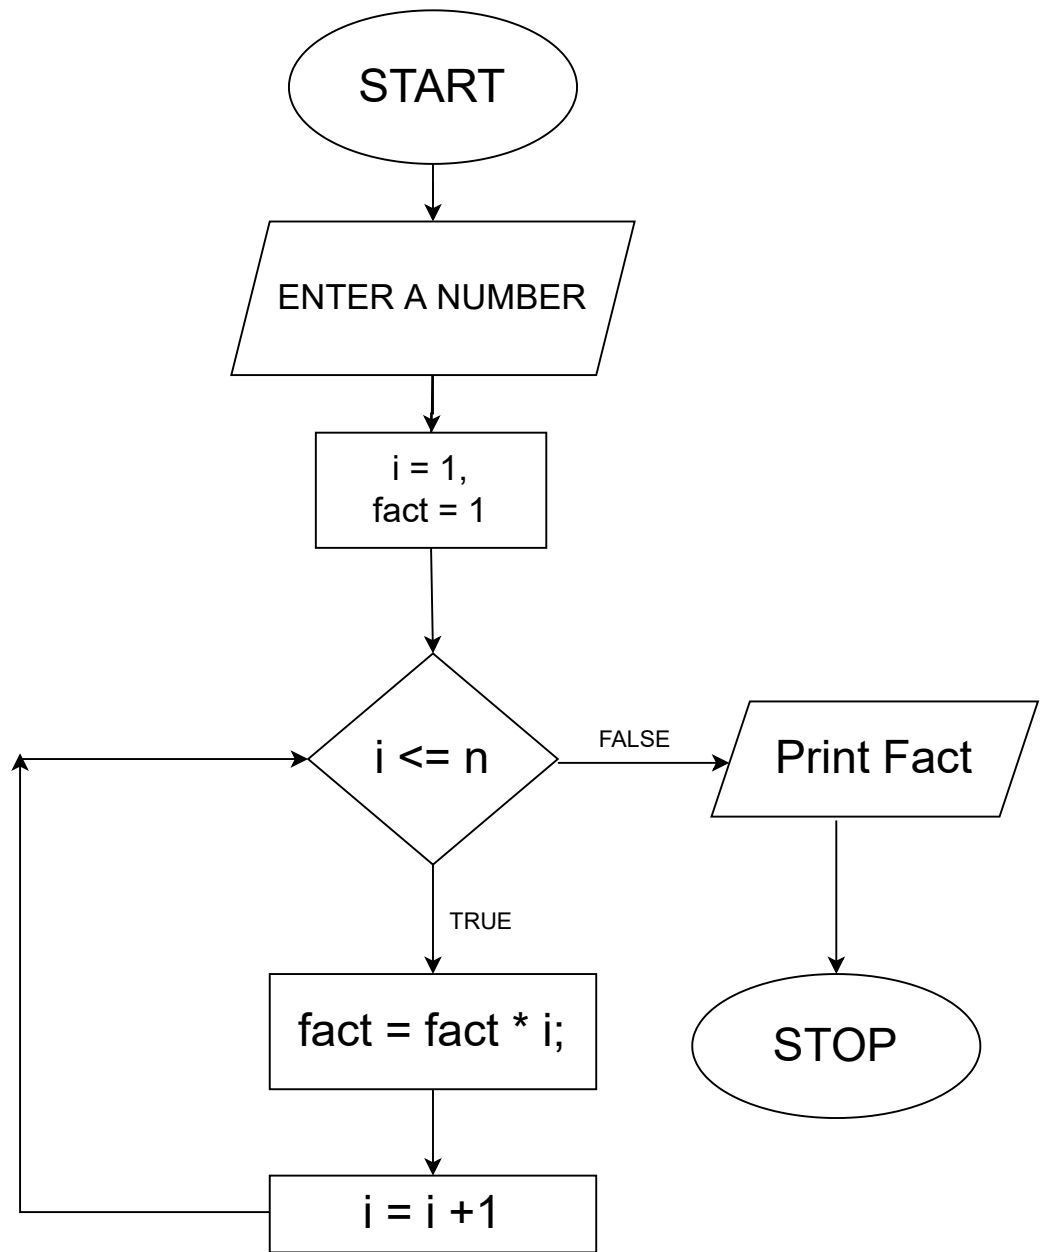 START
ENTER A NUMBER
i = 1,
fact = 1
i <= n
FALSE
Print Fact
TRUE
fact = fact * i;
STOP
i = i +1